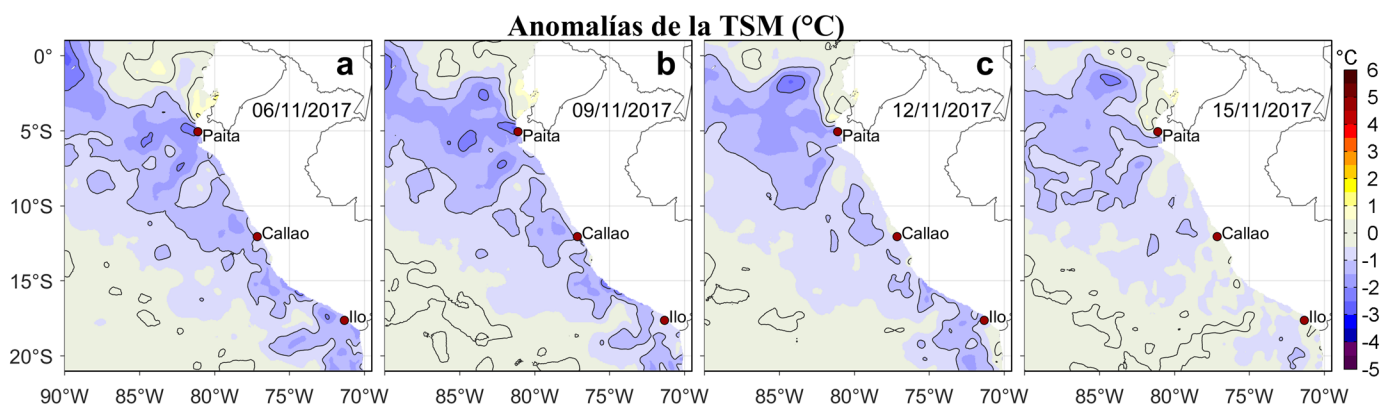 Anomalías de la TSM (°C)
a
b
c
°C
06/11/2017
09/11/2017
12/11/2017
15/11/2017
0°
5°S
10°S
15°S
20°S
Paita
Callao
Ilo
Paita
Callao
Ilo
Paita
Callao
Ilo
Paita
Callao
Ilo
6
5
4
3
2
1
0
-1
-2
-3
-4
-5
90°W 85°W 80°W 75°W 70°W 85°W 80°W 75°W 70°W 85°W 80°W 75°W 70°W 85°W 80°W 75°W 70°W